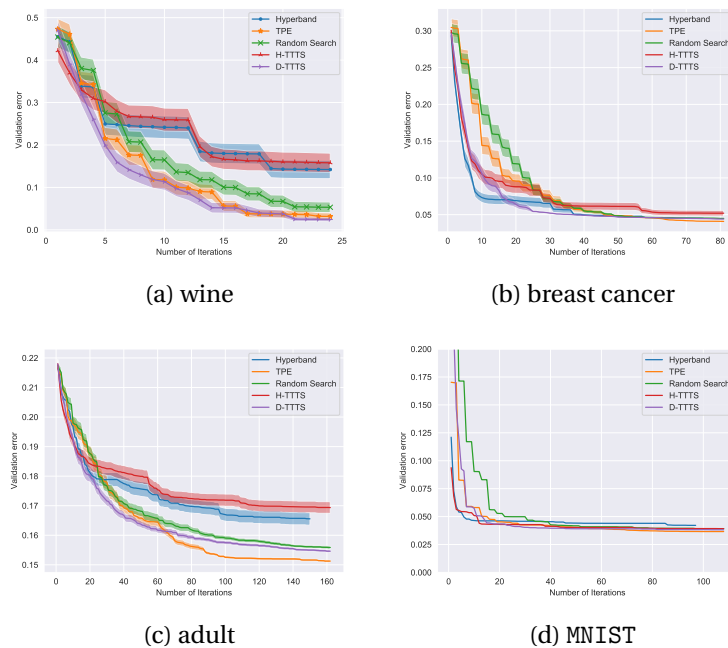 0.5
0.4
0.3
0.2
0.1
0.0
Validation error
Hyperband
TPE
Random Search
H-TTTS
D-TTTS
0 5 10 15 20 25
Number of Iterations
(a) wine
0.30
0.25
0.20
0.15
0.10
0.05
Validation error
Hyperband
TPE
Random Search
H-TTTS
D-TTTS
0 10 20 30 40 50 60 70 80
Number of Iterations
(b) breast cancer
0.22
0.21
0.20
0.19
0.18
0.17
0.16
0.15
Validation error
Hyperband
TPE
Random Search
H-TTTS
D-TTTS
0 20 40 60 80 100 120 140 160
Number of Iterations
(c) adult
0.200
0.175
0.150
0.125
0.100
0.075
0.050
0.025
0.000
Validation error
Hyperband
TPE
Random Search
H-TTTS
D-TTTS
0 20 40 60 80 100
Number of Iterations
(d) MNIST